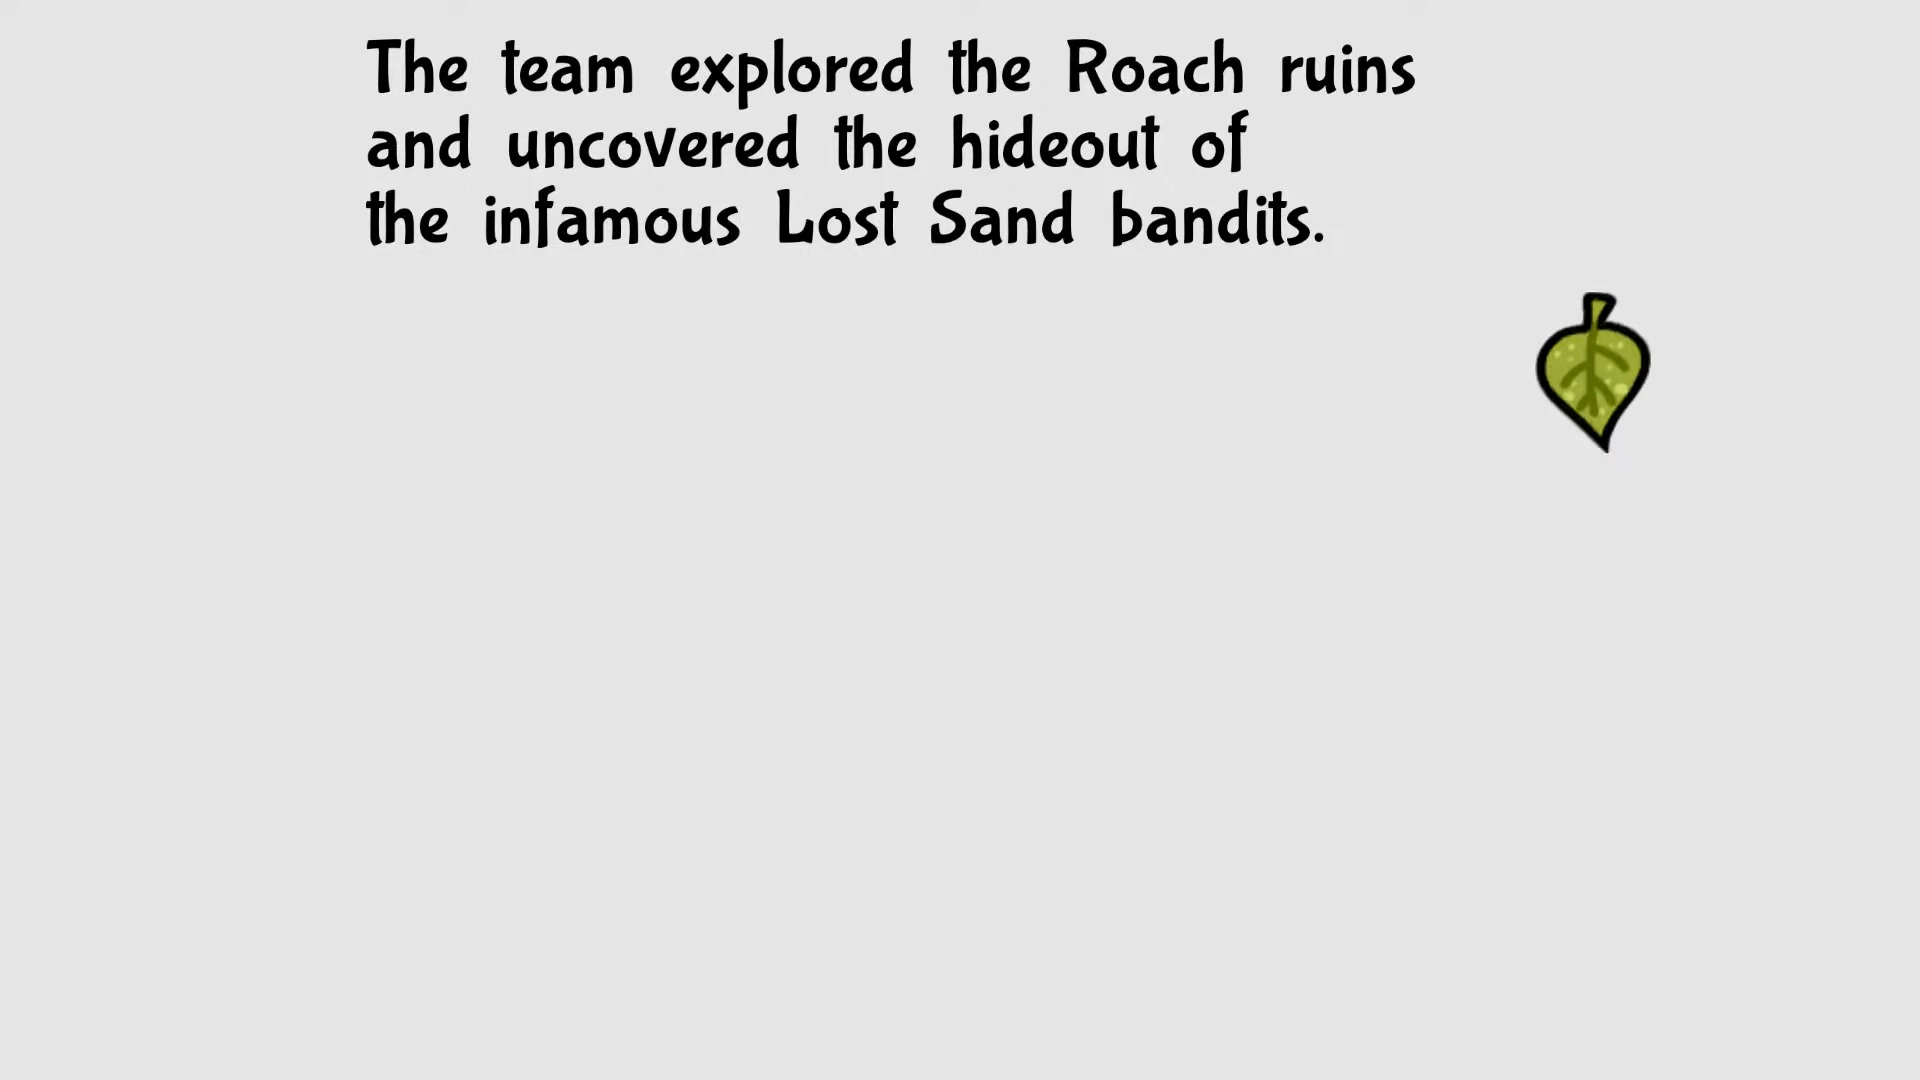 The team explored the Roach ruins
and uncovered the hideout of
the infamous Lost Sand bandits.